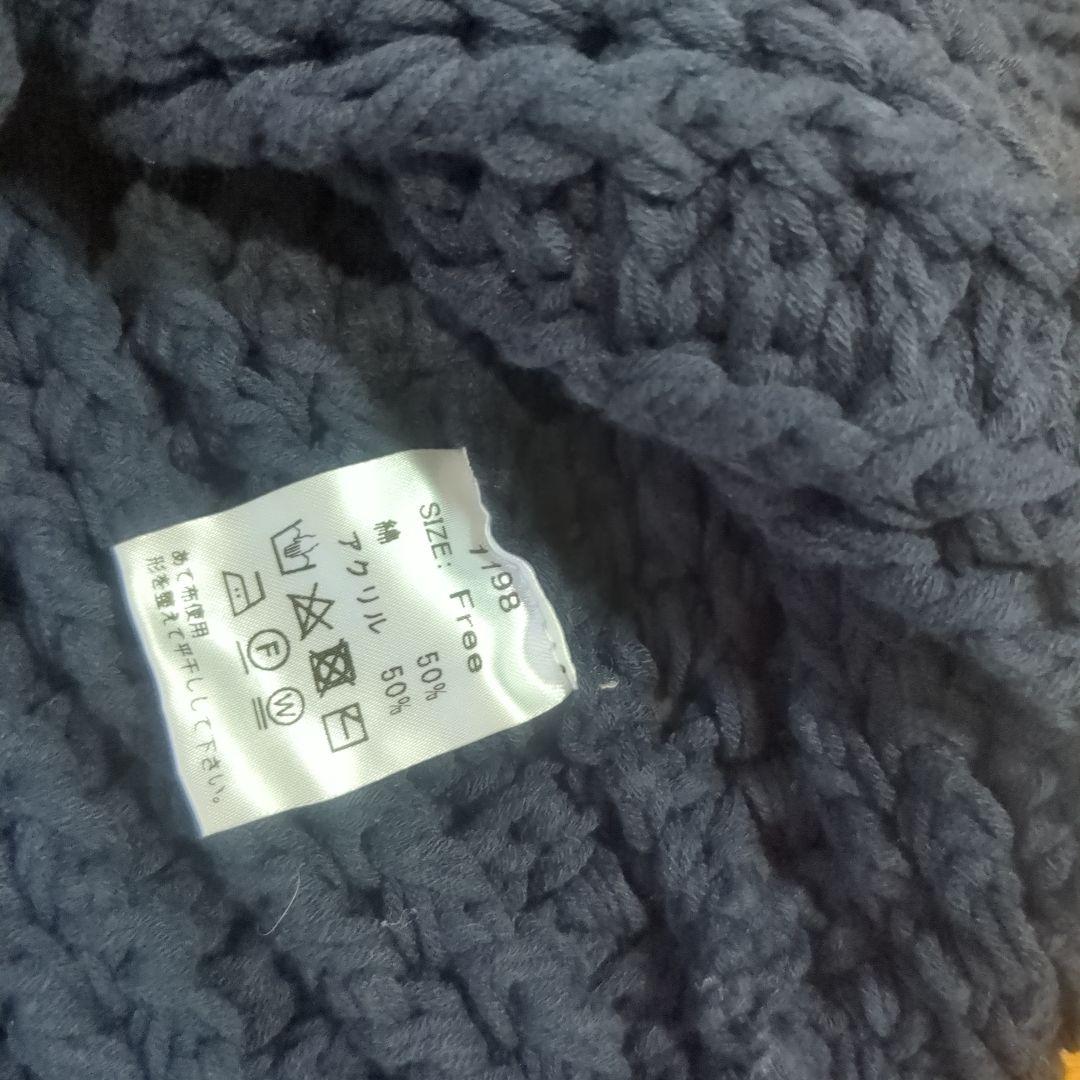 1198
SIZE: Free
綿 50%
アクリル 50%
F
W
あて布使用
形を整えて平干しして下さい。